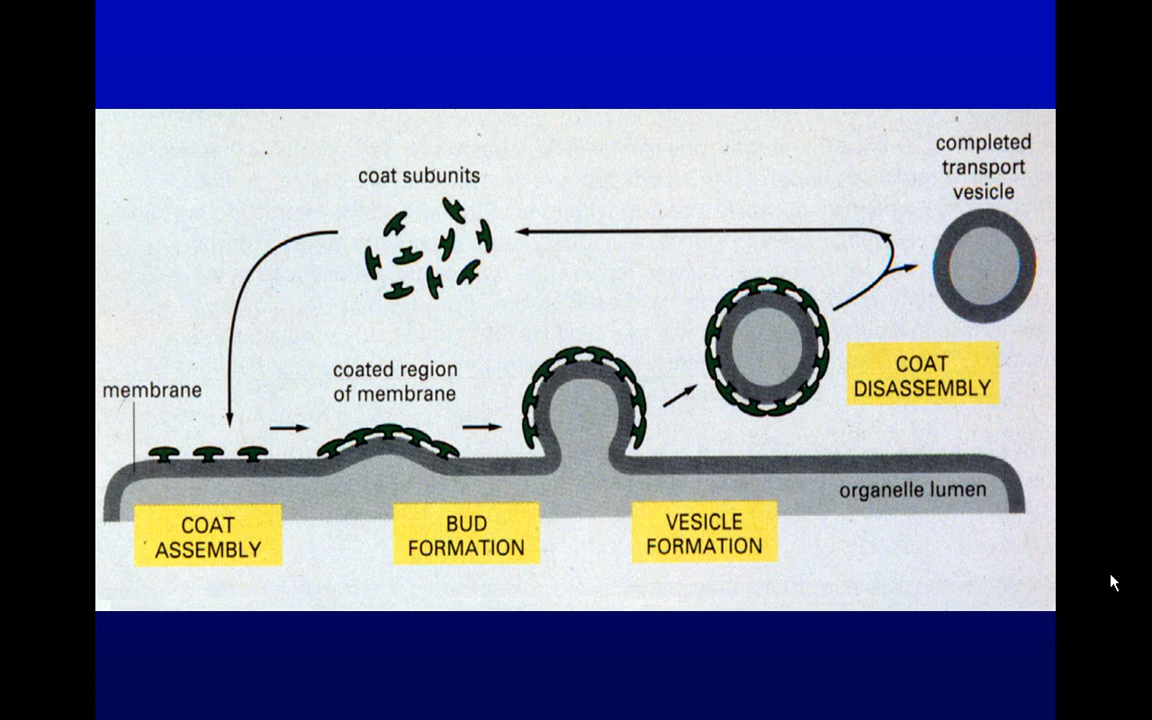 completed
transport
vesicle
coat subunits
coated region
of membrane
membrane
COAT
DISASSEMBLY
organelle lumen
COAT
ASSEMBLY
BUD
FORMATION
VESICLE
FORMATION